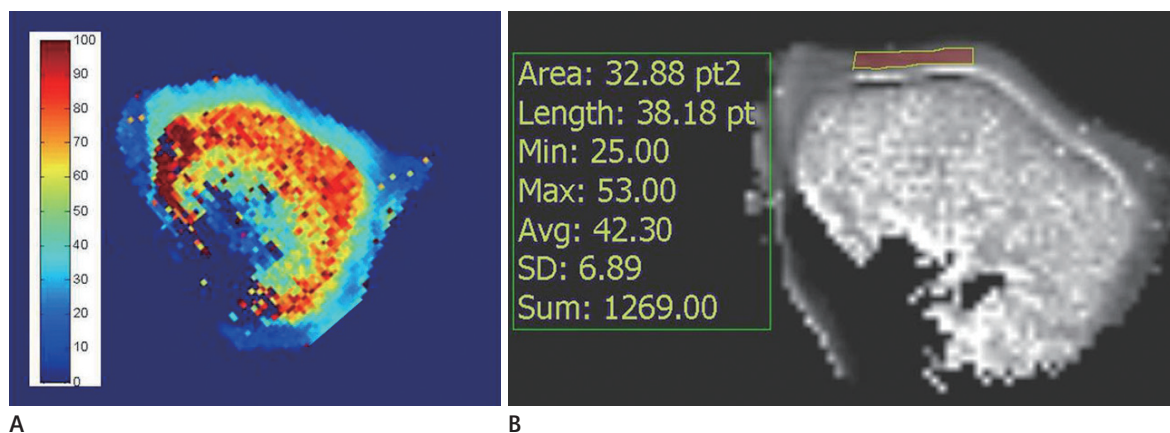 100
90
80
70
60
50
40
30
20
10
0
Area: 32.88 pt2
Length: 38.18 pt
Min: 25.00
Max: 53.00
Avg: 42.30
SD: 6.89
Sum: 1269.00
A
B